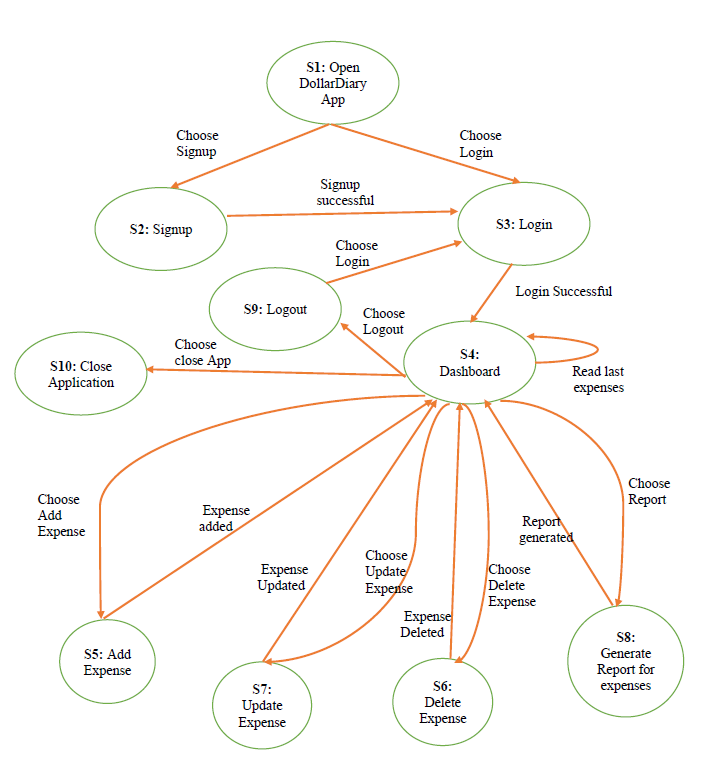 S1: Open
DollarDiary
App
Choose
Signup
Choose
Login
Signup
successful
S2: Signup
S3: Login
Choose
Login
Login Successful
S9: Logout
Choose
Logout
Choose
close App
S10: Close
Application
S4:
Dashboard
Read last
expenses
Choose
Add
Expense
Expense
added
Expense
Updated
Choose
Update
Expense
Expense
Deleted
Choose
Delete
Expense
Report
generated
Choose
Report
S5: Add
Expense
S7:
Update
Expense
S6:
Delete
Expense
S8:
Generate
Report for
expenses